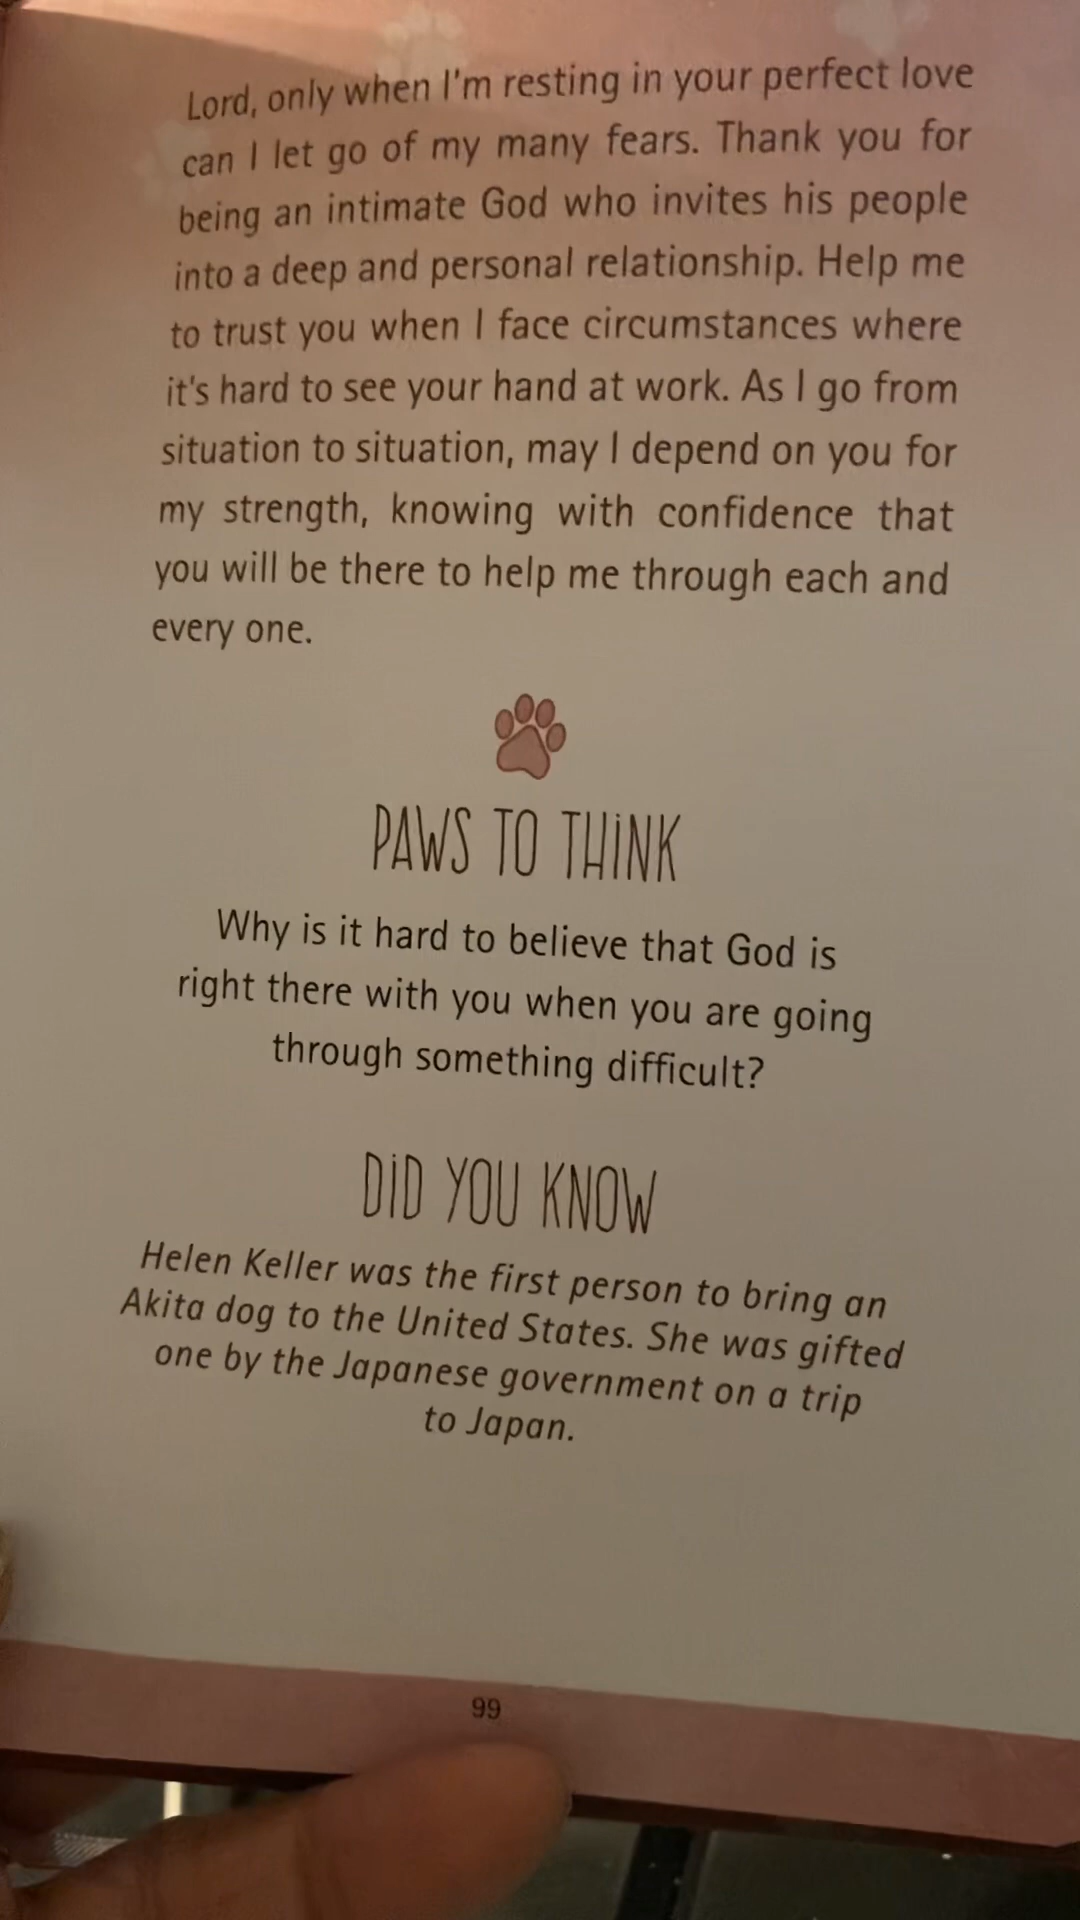 Lord, only when I'm resting in your perfect love
can I let go of my many fears. Thank you for
being an intimate God who invites his people
into a deep and personal relationship. Help me
to trust you when I face circumstances where
it's hard to see your hand at work. As I go from
situation to situation, may I depend on you for
my strength, knowing with confidence that
you will be there to help me through each and
every one.
PAWS TO THiNK
Why is it hard to believe that God is
right there with you when you are going
through something difficult?
DiD YOU KNOW
Helen Keller was the first person to bring an
Akita dog to the United States. She was gifted
one by the Japanese government on a trip
to Japan.
99